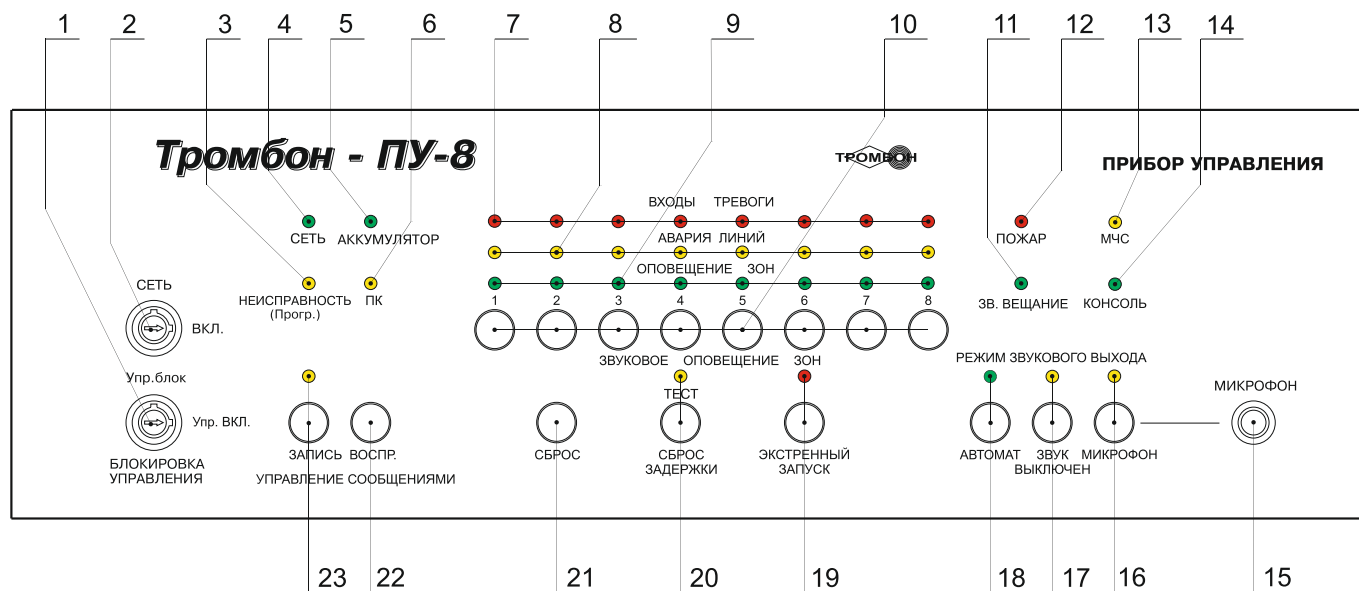 1 2 3 4 5 6 7 8 9 10 11 12 13 14
Тромбон - ПУ-8
ТРОМБОН
ПРИБОР УПРАВЛЕНИЯ
ВХОДЫ ТРЕВОГИ
СЕТЬ АККУМУЛЯТОР
АВАРИЯ ЛИНИЙ
ПОЖАР
МЧС
ОПОВЕЩЕНИЕ ЗОН
СЕТЬ
НЕИСПРАВНОСТЬ
(Прогр.)
ПК
1 2 3 4 5 6 7 8
ЗВ. ВЕЩАНИЕ
КОНСОЛЬ
ВКЛ.
ЗВУКОВОЕ ОПОВЕЩЕНИЕ ЗОН
РЕЖИМ ЗВУКОВОГО ВЫХОДА
Упр.блок
ТЕСТ
МИКРОФОН
Упр. ВКЛ.
БЛОКИРОВКА
УПРАВЛЕНИЯ
ЗАПИСЬ ВОСПР.
УПРАВЛЕНИЕ СООБЩЕНИЯМИ
СБРОС
СБРОС
ЗАДЕРЖКИ
ЭКСТРЕННЫЙ
ЗАПУСК
АВТОМАТ
ЗВУК
ВЫКЛЮЧЕН
МИКРОФОН
23 22 21 20 19 18 17 16 15